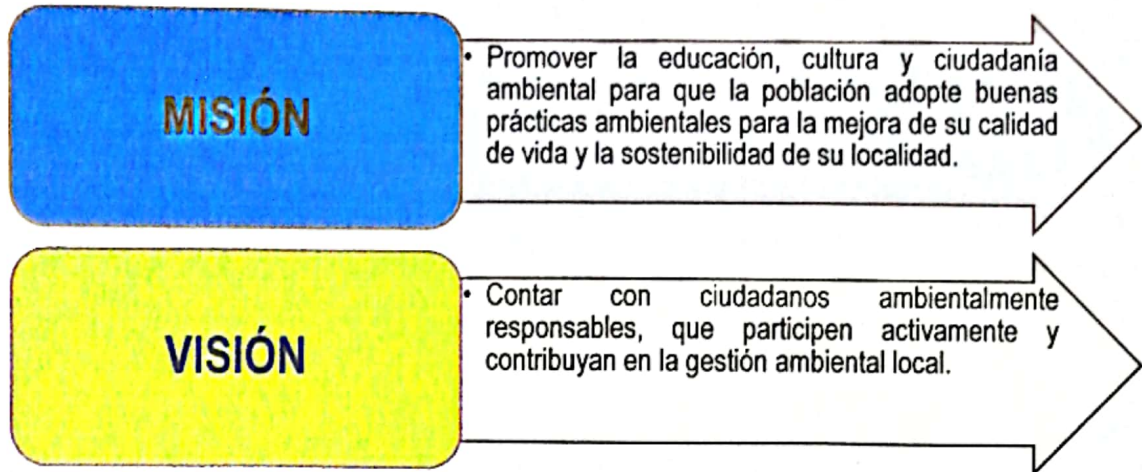 MISIÓN
• Promover la educación, cultura y ciudadanía
ambiental para que la población adopte buenas
prácticas ambientales para la mejora de su calidad
de vida y la sostenibilidad de su localidad.
VISIÓN
• Contar con ciudadanos ambientalmente
responsables, que participen activamente y
contribuyan en la gestión ambiental local.